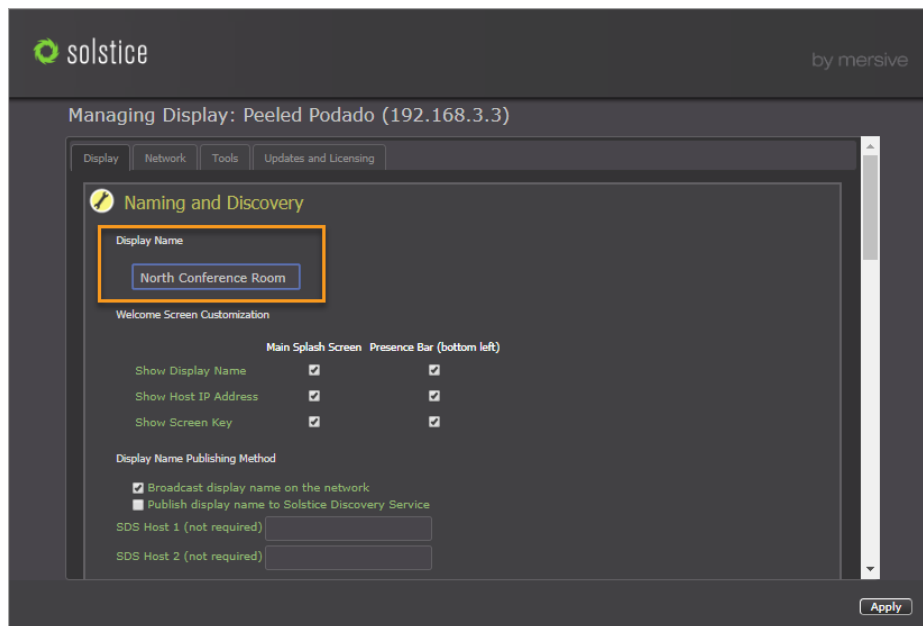 solstice
by mersive
Managing Display: Peeled Podado (192.168.3.3)
Display Network Tools Updates and Licensing
Naming and Discovery
Display Name
North Conference Room
Welcome Screen Customization
Main Splash Screen Presence Bar (bottom left)
Show Display Name
Show Host IP Address
Show Screen Key
Display Name Publishing Method
Broadcast display name on the network
Publish display name to Solstice Discovery Service
SDS Host 1 (not required)
SDS Host 2 (not required)
Apply